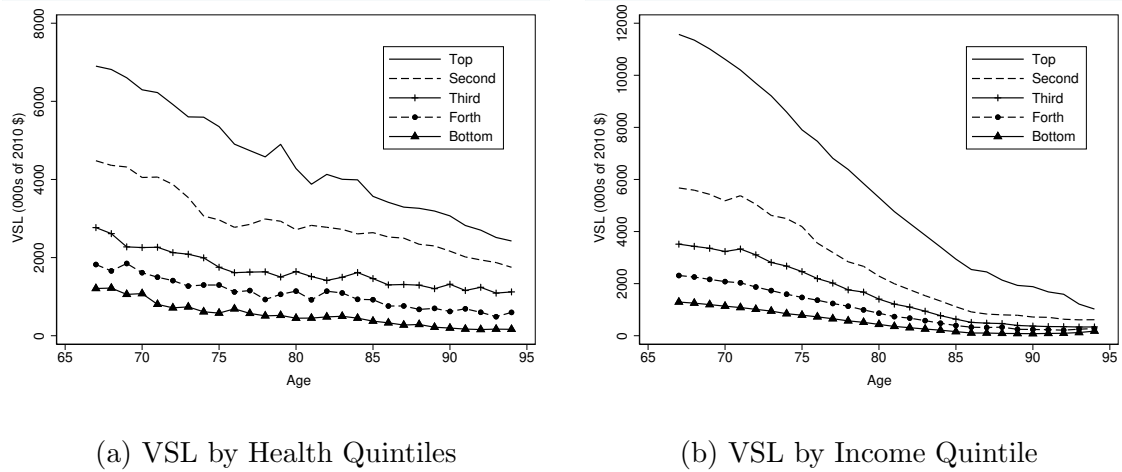 8000
6000
4000
2000
0
VSL (000s of 2010 $)
Top
Second
Third
Forth
Bottom
65 70 75 80 85 90 95
Age
(a) VSL by Health Quintiles
12000
10000
8000
6000
4000
2000
0
VSL (000s of 2010 $)
Top
Second
Third
Forth
Bottom
65 70 75 80 85 90 95
Age
(b) VSL by Income Quintile